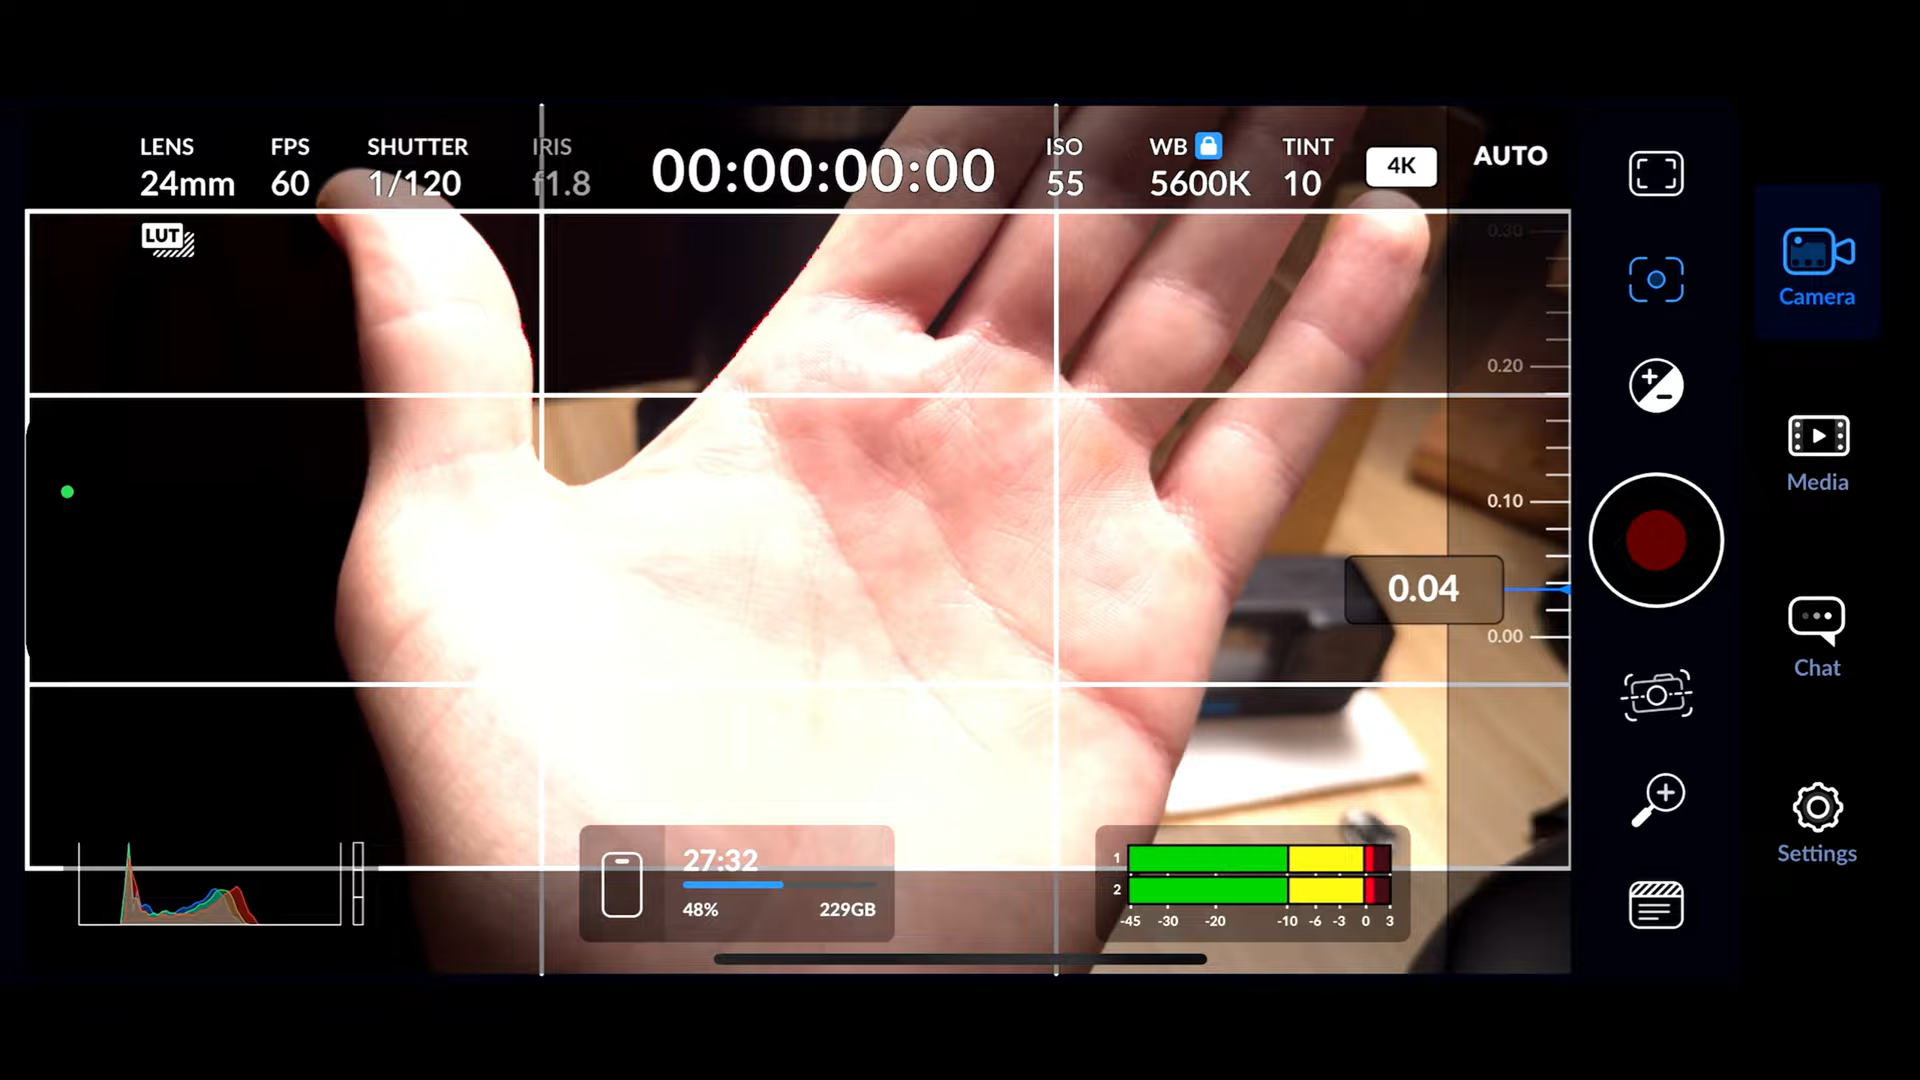 LENS FPS SHUTTER IRIS ISO WB TINT
24mm 60 1/120 f1.8 00:00:00:00 55 5600K 10 4K AUTO
LUT
0.30
Camera
0.20
Media
0.10
0.04
0.00
Chat
Settings
27:32
48% 229GB
1
2
-45 -30 -20 -10 -6 -3 0 3